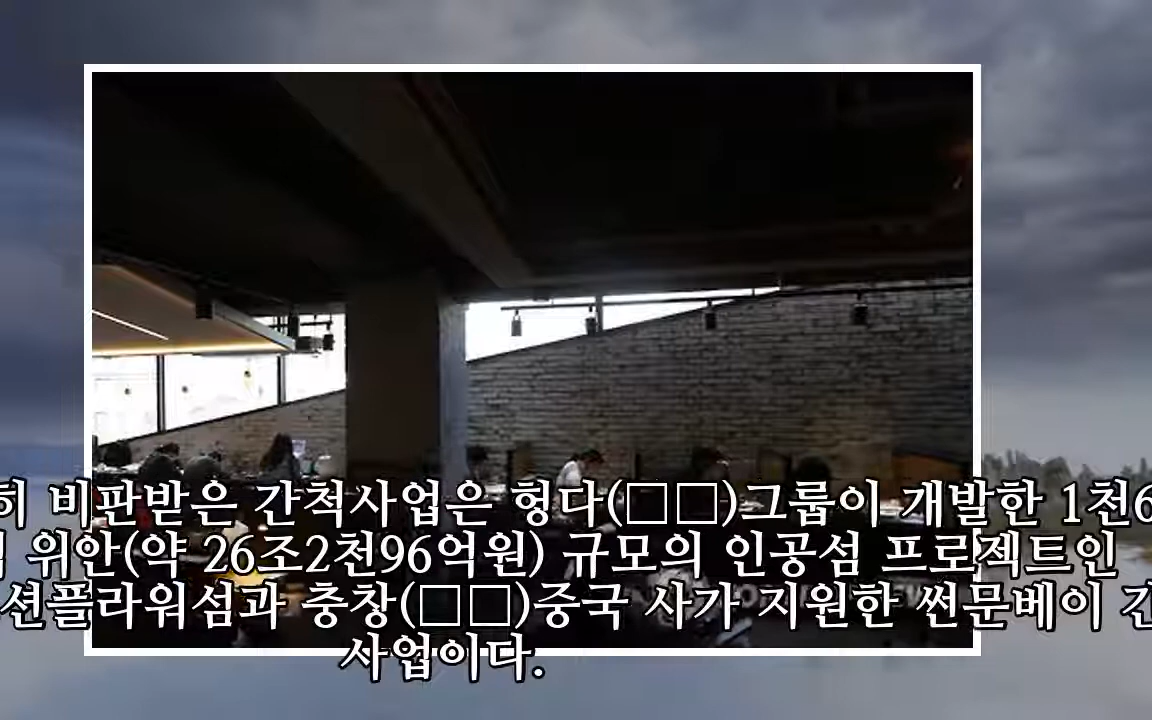 히 비판받은 간척사업은 헝다(□□)그룹이 개발한 1천6
위안(약 26조2천96억원) 규모의 인공섬 프로젝트인
션플라워섬과 충창(□□)중국 사가 지원한 썬문베이 간
사업이다.